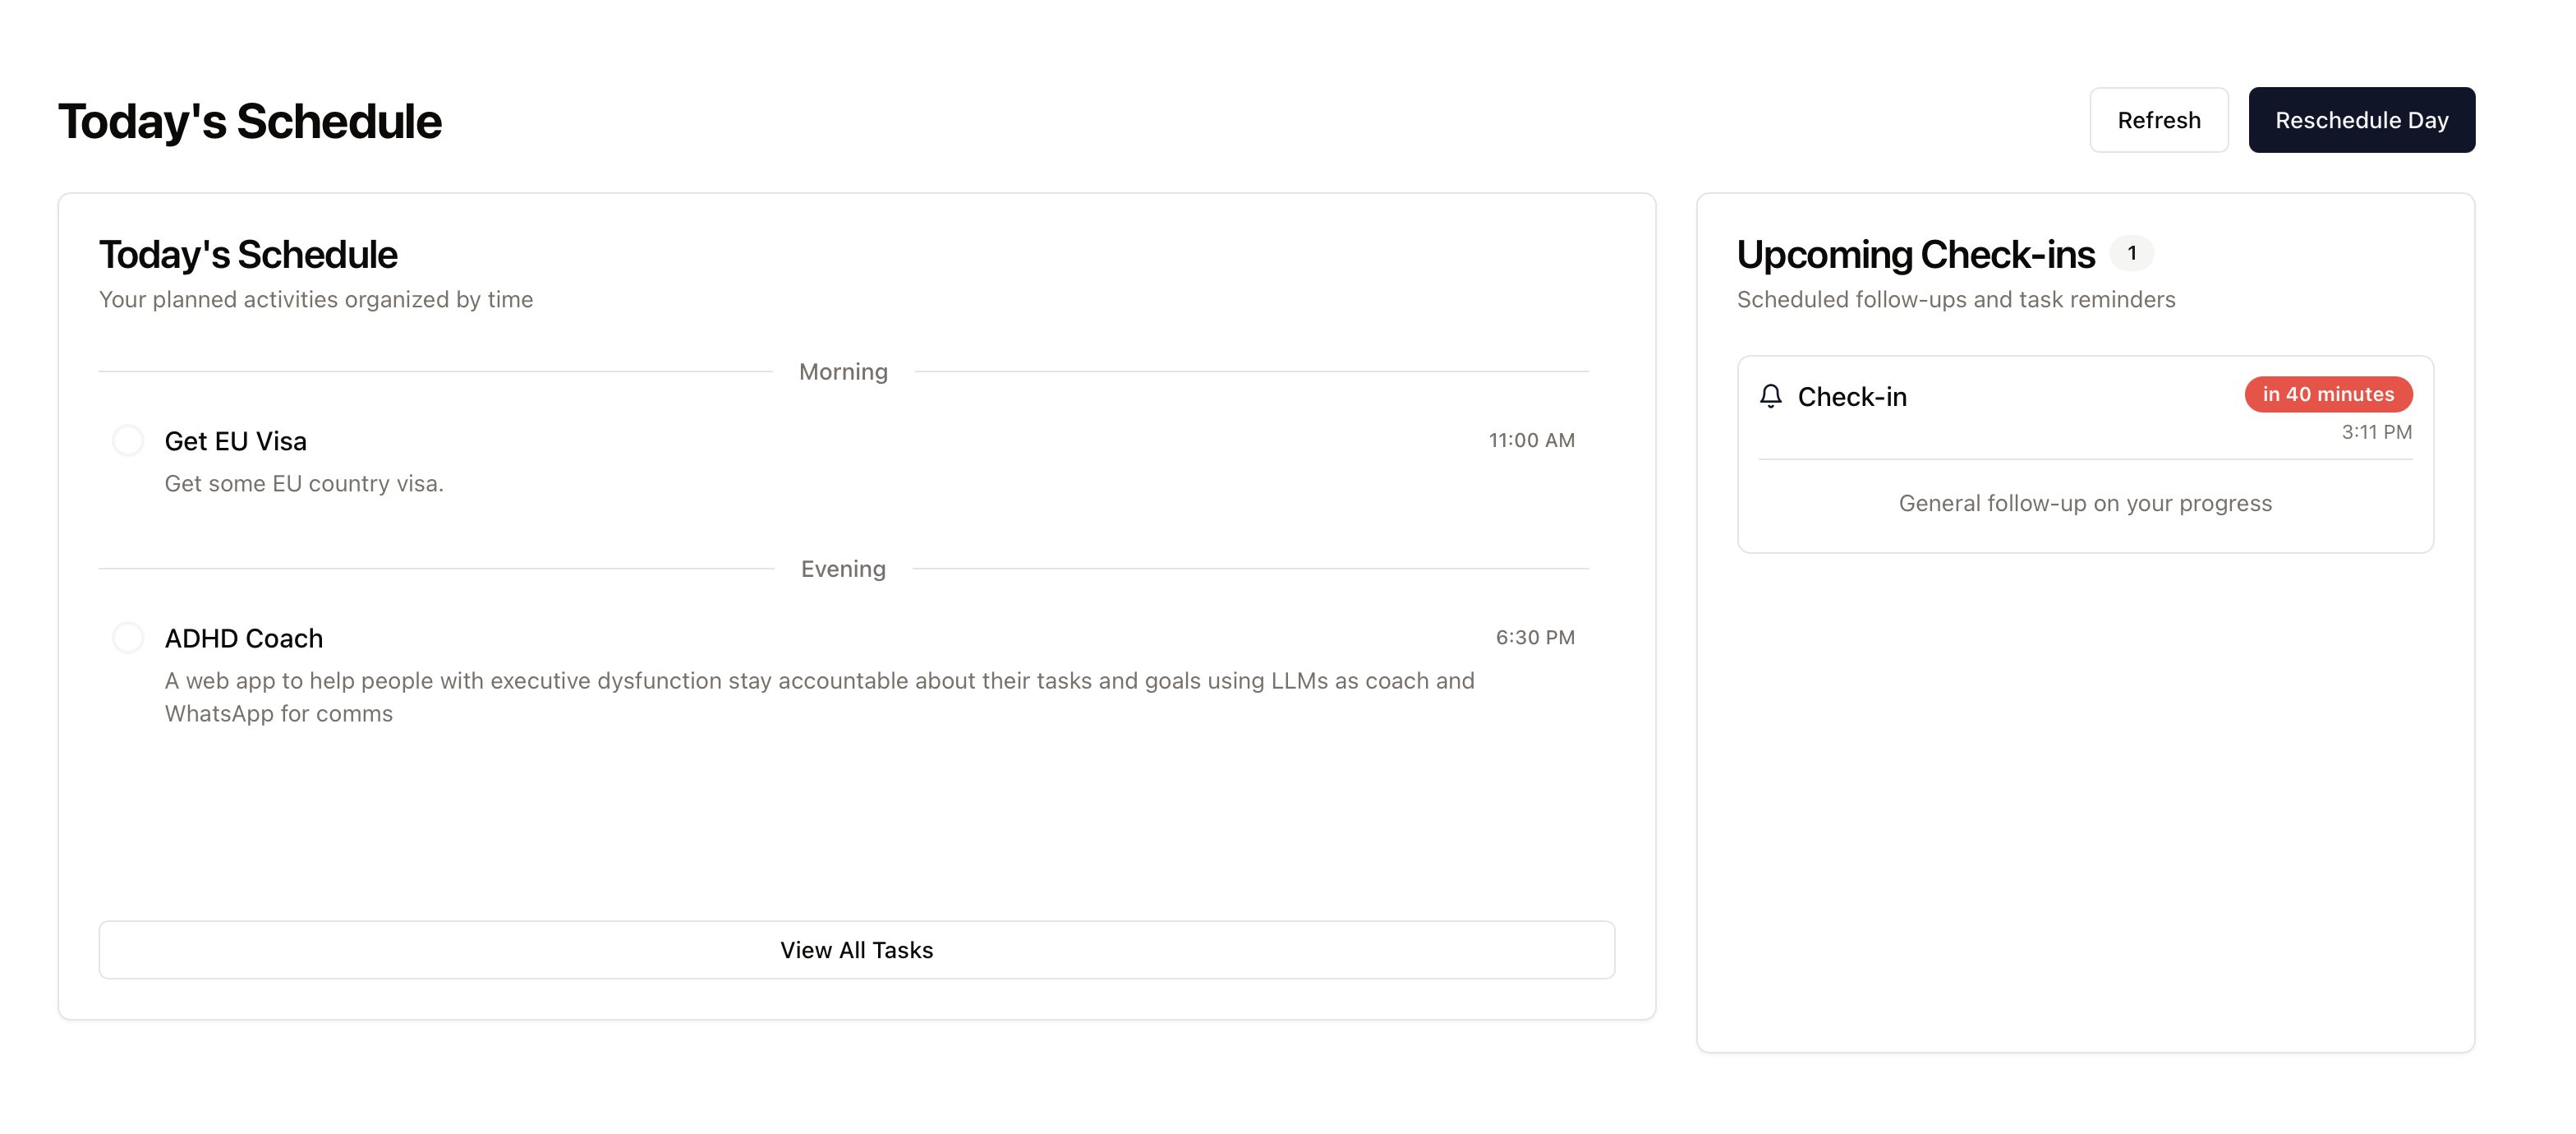 Today's Schedule
Refresh
Reschedule Day
Today's Schedule
Your planned activities organized by time
Morning
Get EU Visa
11:00 AM
Get some EU country visa.
Evening
ADHD Coach
6:30 PM
A web app to help people with executive dysfunction stay accountable about their tasks and goals using LLMs as coach and
WhatsApp for comms
View All Tasks
Upcoming Check-ins 1
Scheduled follow-ups and task reminders
Check-in
in 40 minutes
3:11 PM
General follow-up on your progress